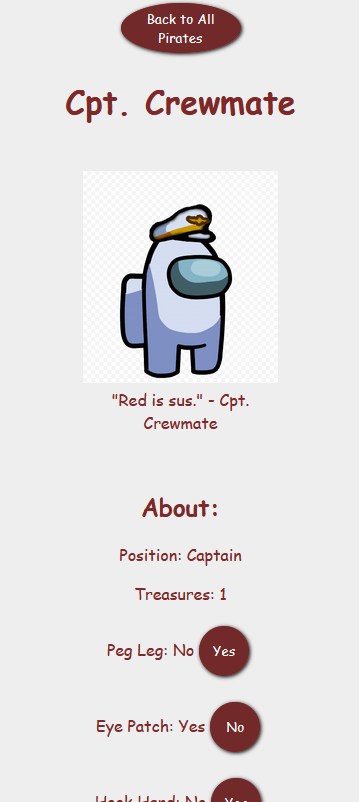 Back to All
Pirates
Cpt. Crewmate
"Red is sus." - Cpt.
Crewmate
About:
Position: Captain
Treasures: 1
Peg Leg: No Yes
Eye Patch: Yes No
Hook Hand: No Yes